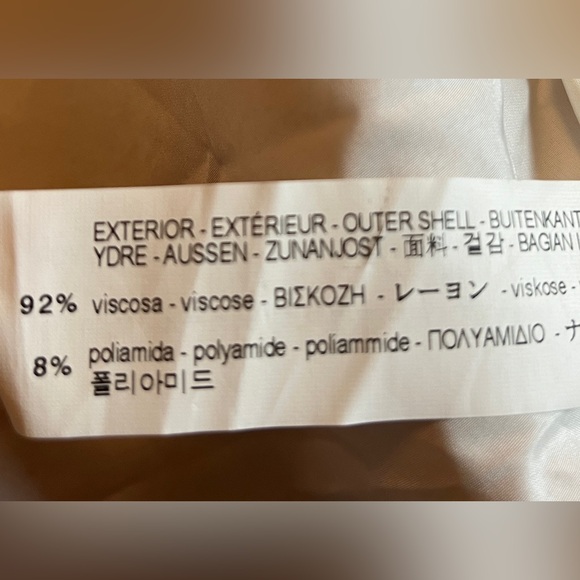 EXTERIOR - EXTÉRIEUR - OUTER SHELL - BUITENKANT
YDRE - AUSSEN - ZUNANJOST - 面料 - 겉감 - BAGIAN
92% viscosa - viscose - ΒΙΣΚΟΖΗ - レーヨン - viskose -
8% poliamida - polyamide - poliammide - ΠΟΛΥΑΜΙΔΙΟ - ナ
폴리아미드